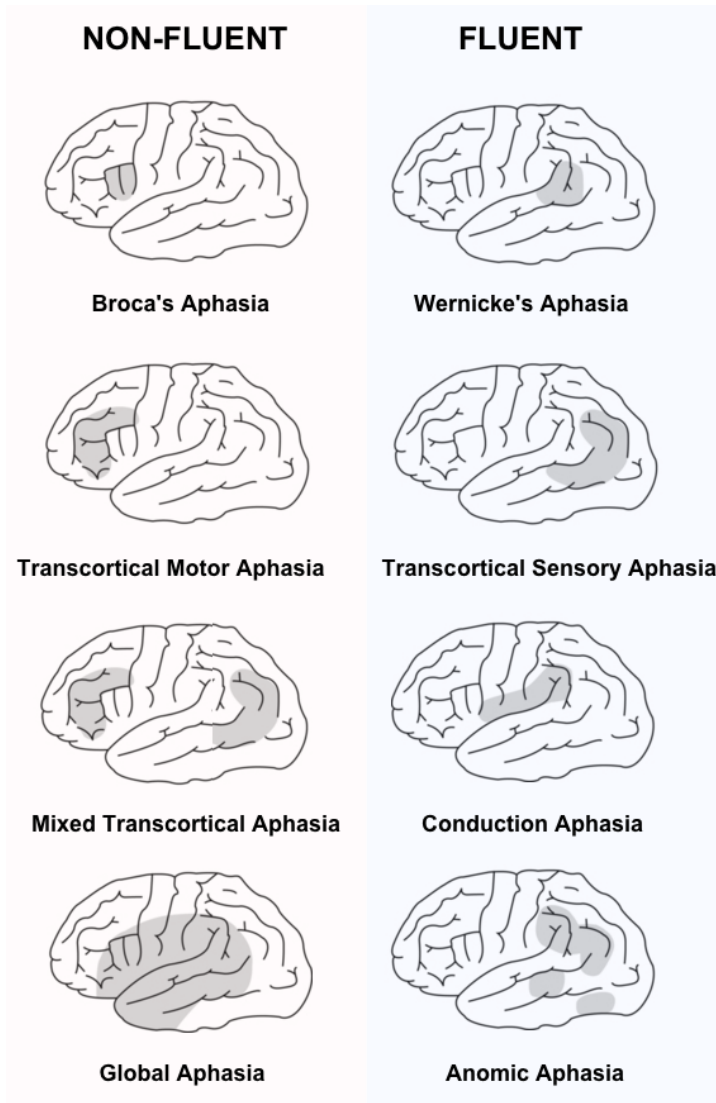 NON-FLUENT
FLUENT
Broca's Aphasia
Wernicke's Aphasia
Transcortical Motor Aphasia
Transcortical Sensory Aphasia
Mixed Transcortical Aphasia
Conduction Aphasia
Global Aphasia
Anomic Aphasia